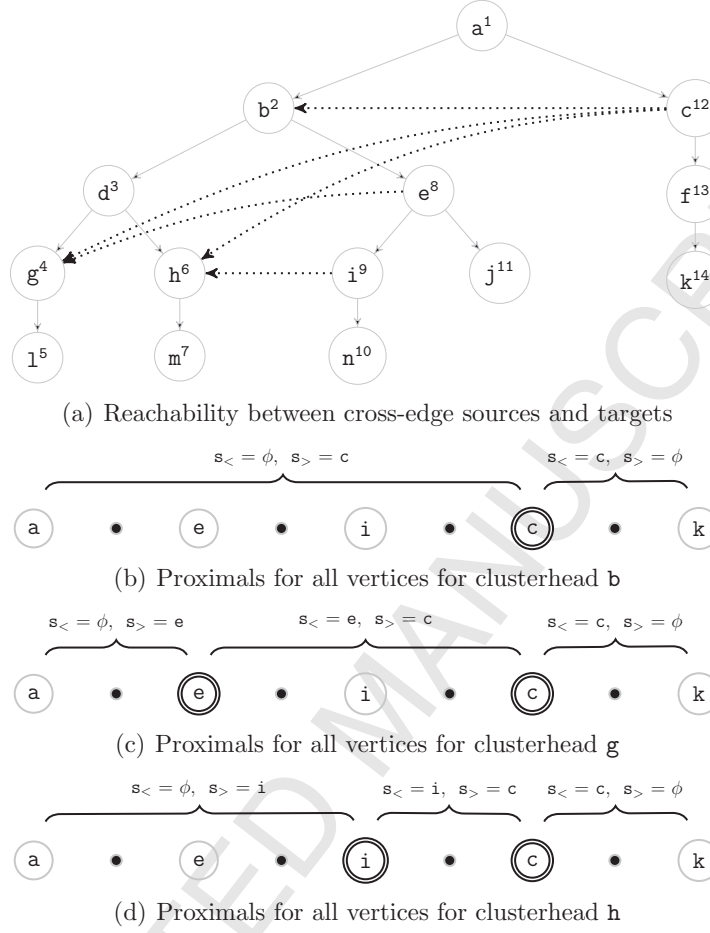 a¹
b² c¹²
d³ e⁸ f¹³
g⁴ h⁶ i⁹ j¹¹ k¹⁴
l⁵ m⁷ n¹⁰
(a) Reachability between cross-edge sources and targets
s< = ϕ, s> = c s< = c, s> = ϕ
a e i c k
(b) Proximals for all vertices for clusterhead b
s< = ϕ, s> = e s< = e, s> = c s< = c, s> = ϕ
a e i c k
(c) Proximals for all vertices for clusterhead g
s< = ϕ, s> = i s< = i, s> = c s< = c, s> = ϕ
a e i c k
(d) Proximals for all vertices for clusterhead h
TED MANUSCR